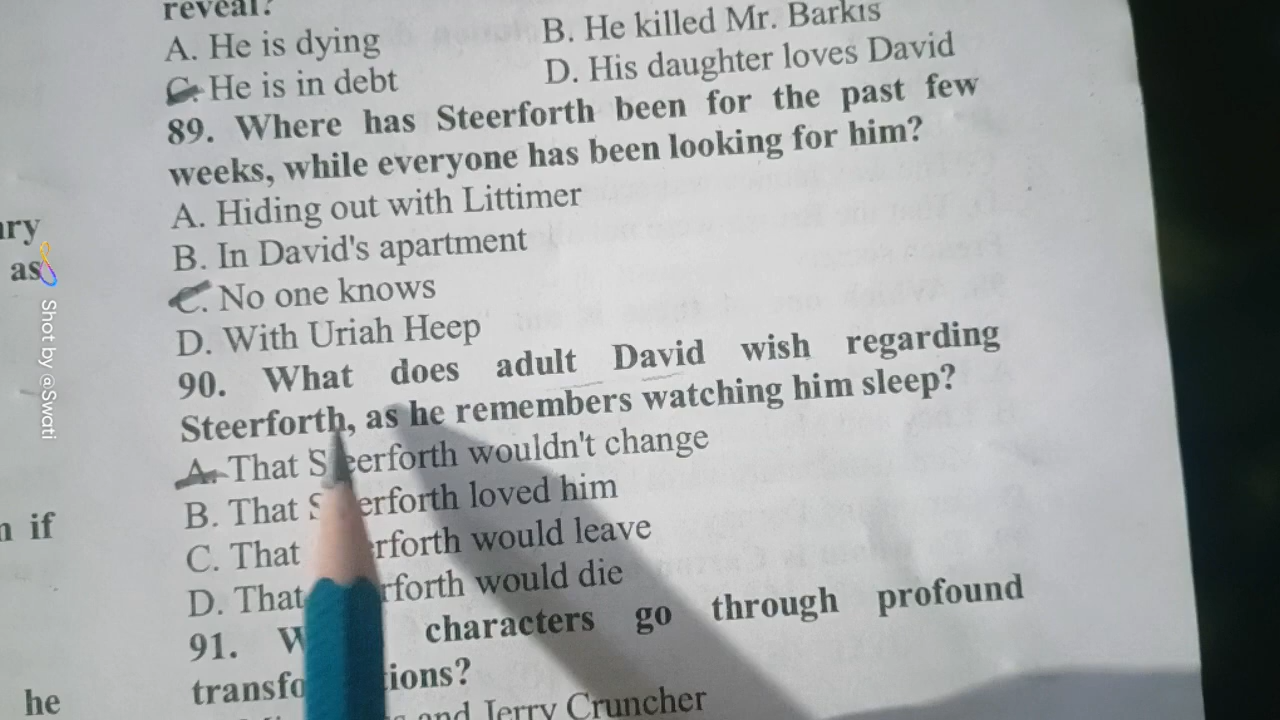 reveal?
A. He is dying
B. He killed Mr. Barkis
C. He is in debt
D. His daughter loves David
89. Where has Steerforth been for the past few
weeks, while everyone has been looking for him?
A. Hiding out with Littimer
B. In David's apartment
C. No one knows
D. With Uriah Heep
90. What does adult David wish regarding
Steerforth, as he remembers watching him sleep?
A. That Steerforth wouldn't change
B. That Steerforth loved him
C. That rforth would leave
D. That rforth would die
91. characters go through profound
transfo ions?
and Jerry Cruncher
as
if
he
Shot by @Swati